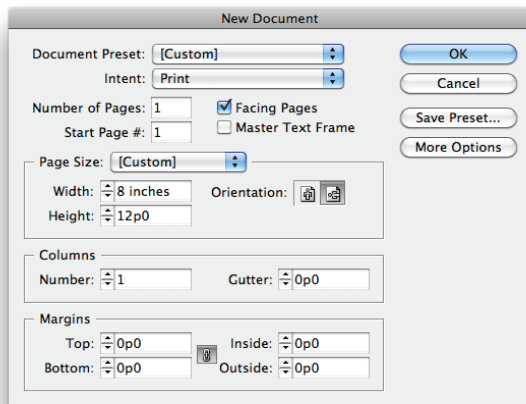 New Document
Document Preset: [Custom]
OK
Intent: Print
Cancel
Number of Pages: 1
Facing Pages
Save Preset...
Start Page #: 1
Master Text Frame
More Options
Page Size: [Custom]
Width: 8 inches
Orientation:
Height: 12p0
Columns
Number: 1
Gutter: 0p0
Margins
Top: 0p0
Inside: 0p0
Bottom: 0p0
Outside: 0p0